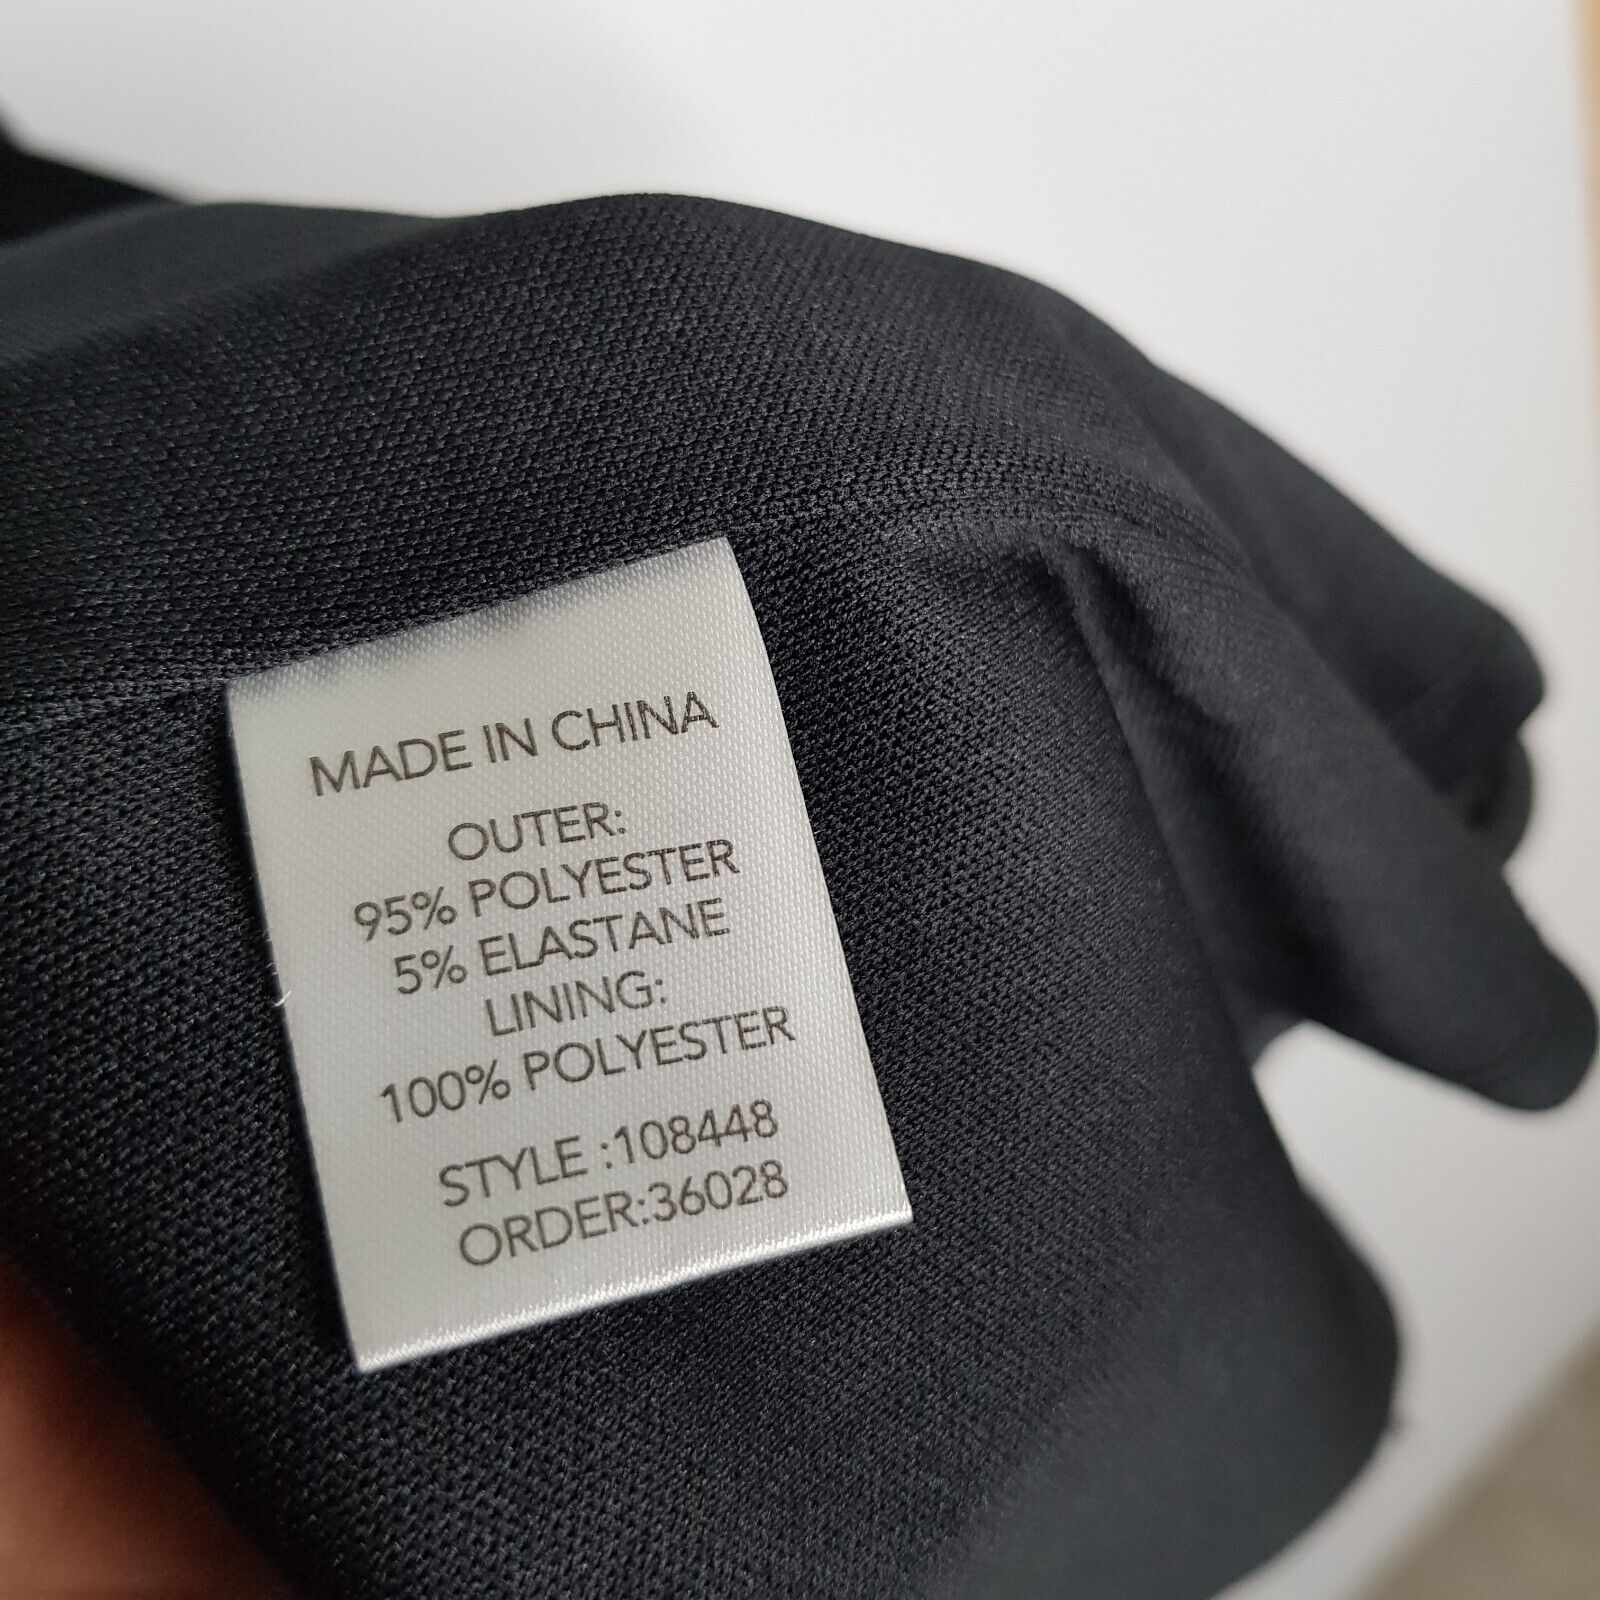 MADE IN CHINA
OUTER:
95% POLYESTER
5% ELASTANE
LINING:
100% POLYESTER
STYLE :108448
ORDER:36028